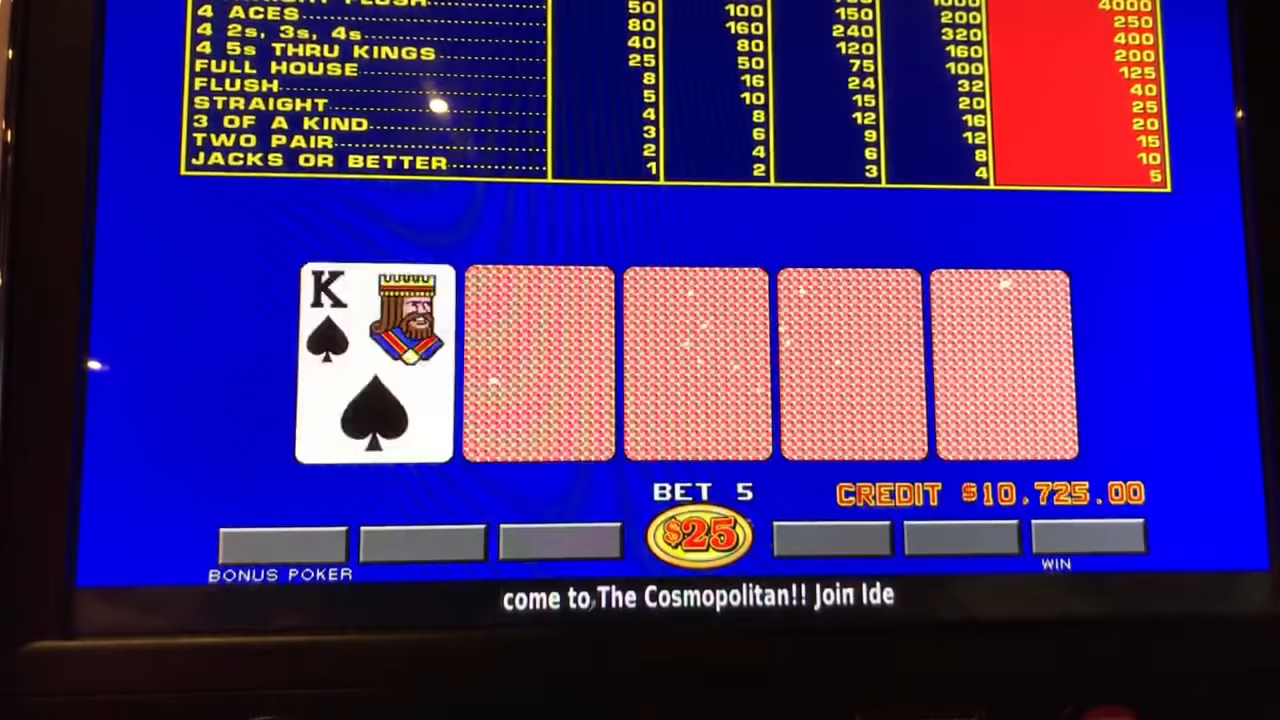 50 100 4000
4 ACES 80 160 150 200 250
4 2s, 3s, 4s 40 80 240 320 400
4 5s THRU KINGS 25 50 120 160 200
FULL HOUSE 8 16 75 100 125
FLUSH 5 10 24 32 40
STRAIGHT 4 8 15 20 25
3 OF A KIND 3 6 12 16 20
TWO PAIR 2 4 9 12 15
JACKS OR BETTER 1 2 6 8 10
3 4 5
K
BET 5 CREDIT $10,725.00
$25
BONUS POKER WIN
come to The Cosmopolitan!! Join Ide